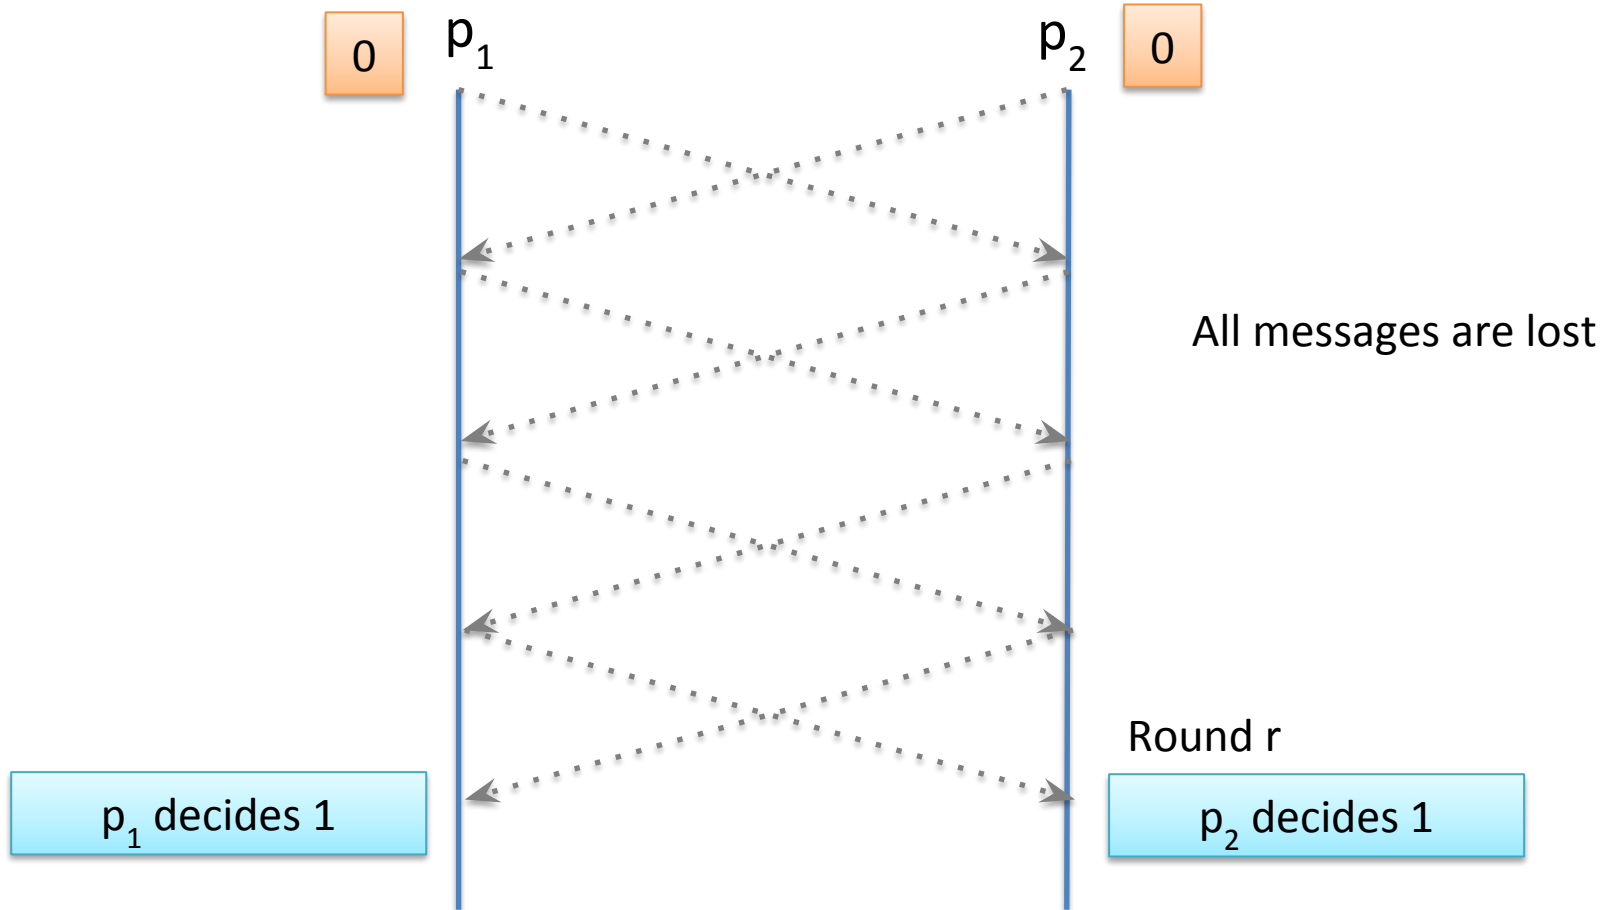 0
p1
p2
0
All messages are lost
Round r
p1 decides 1
p2 decides 1